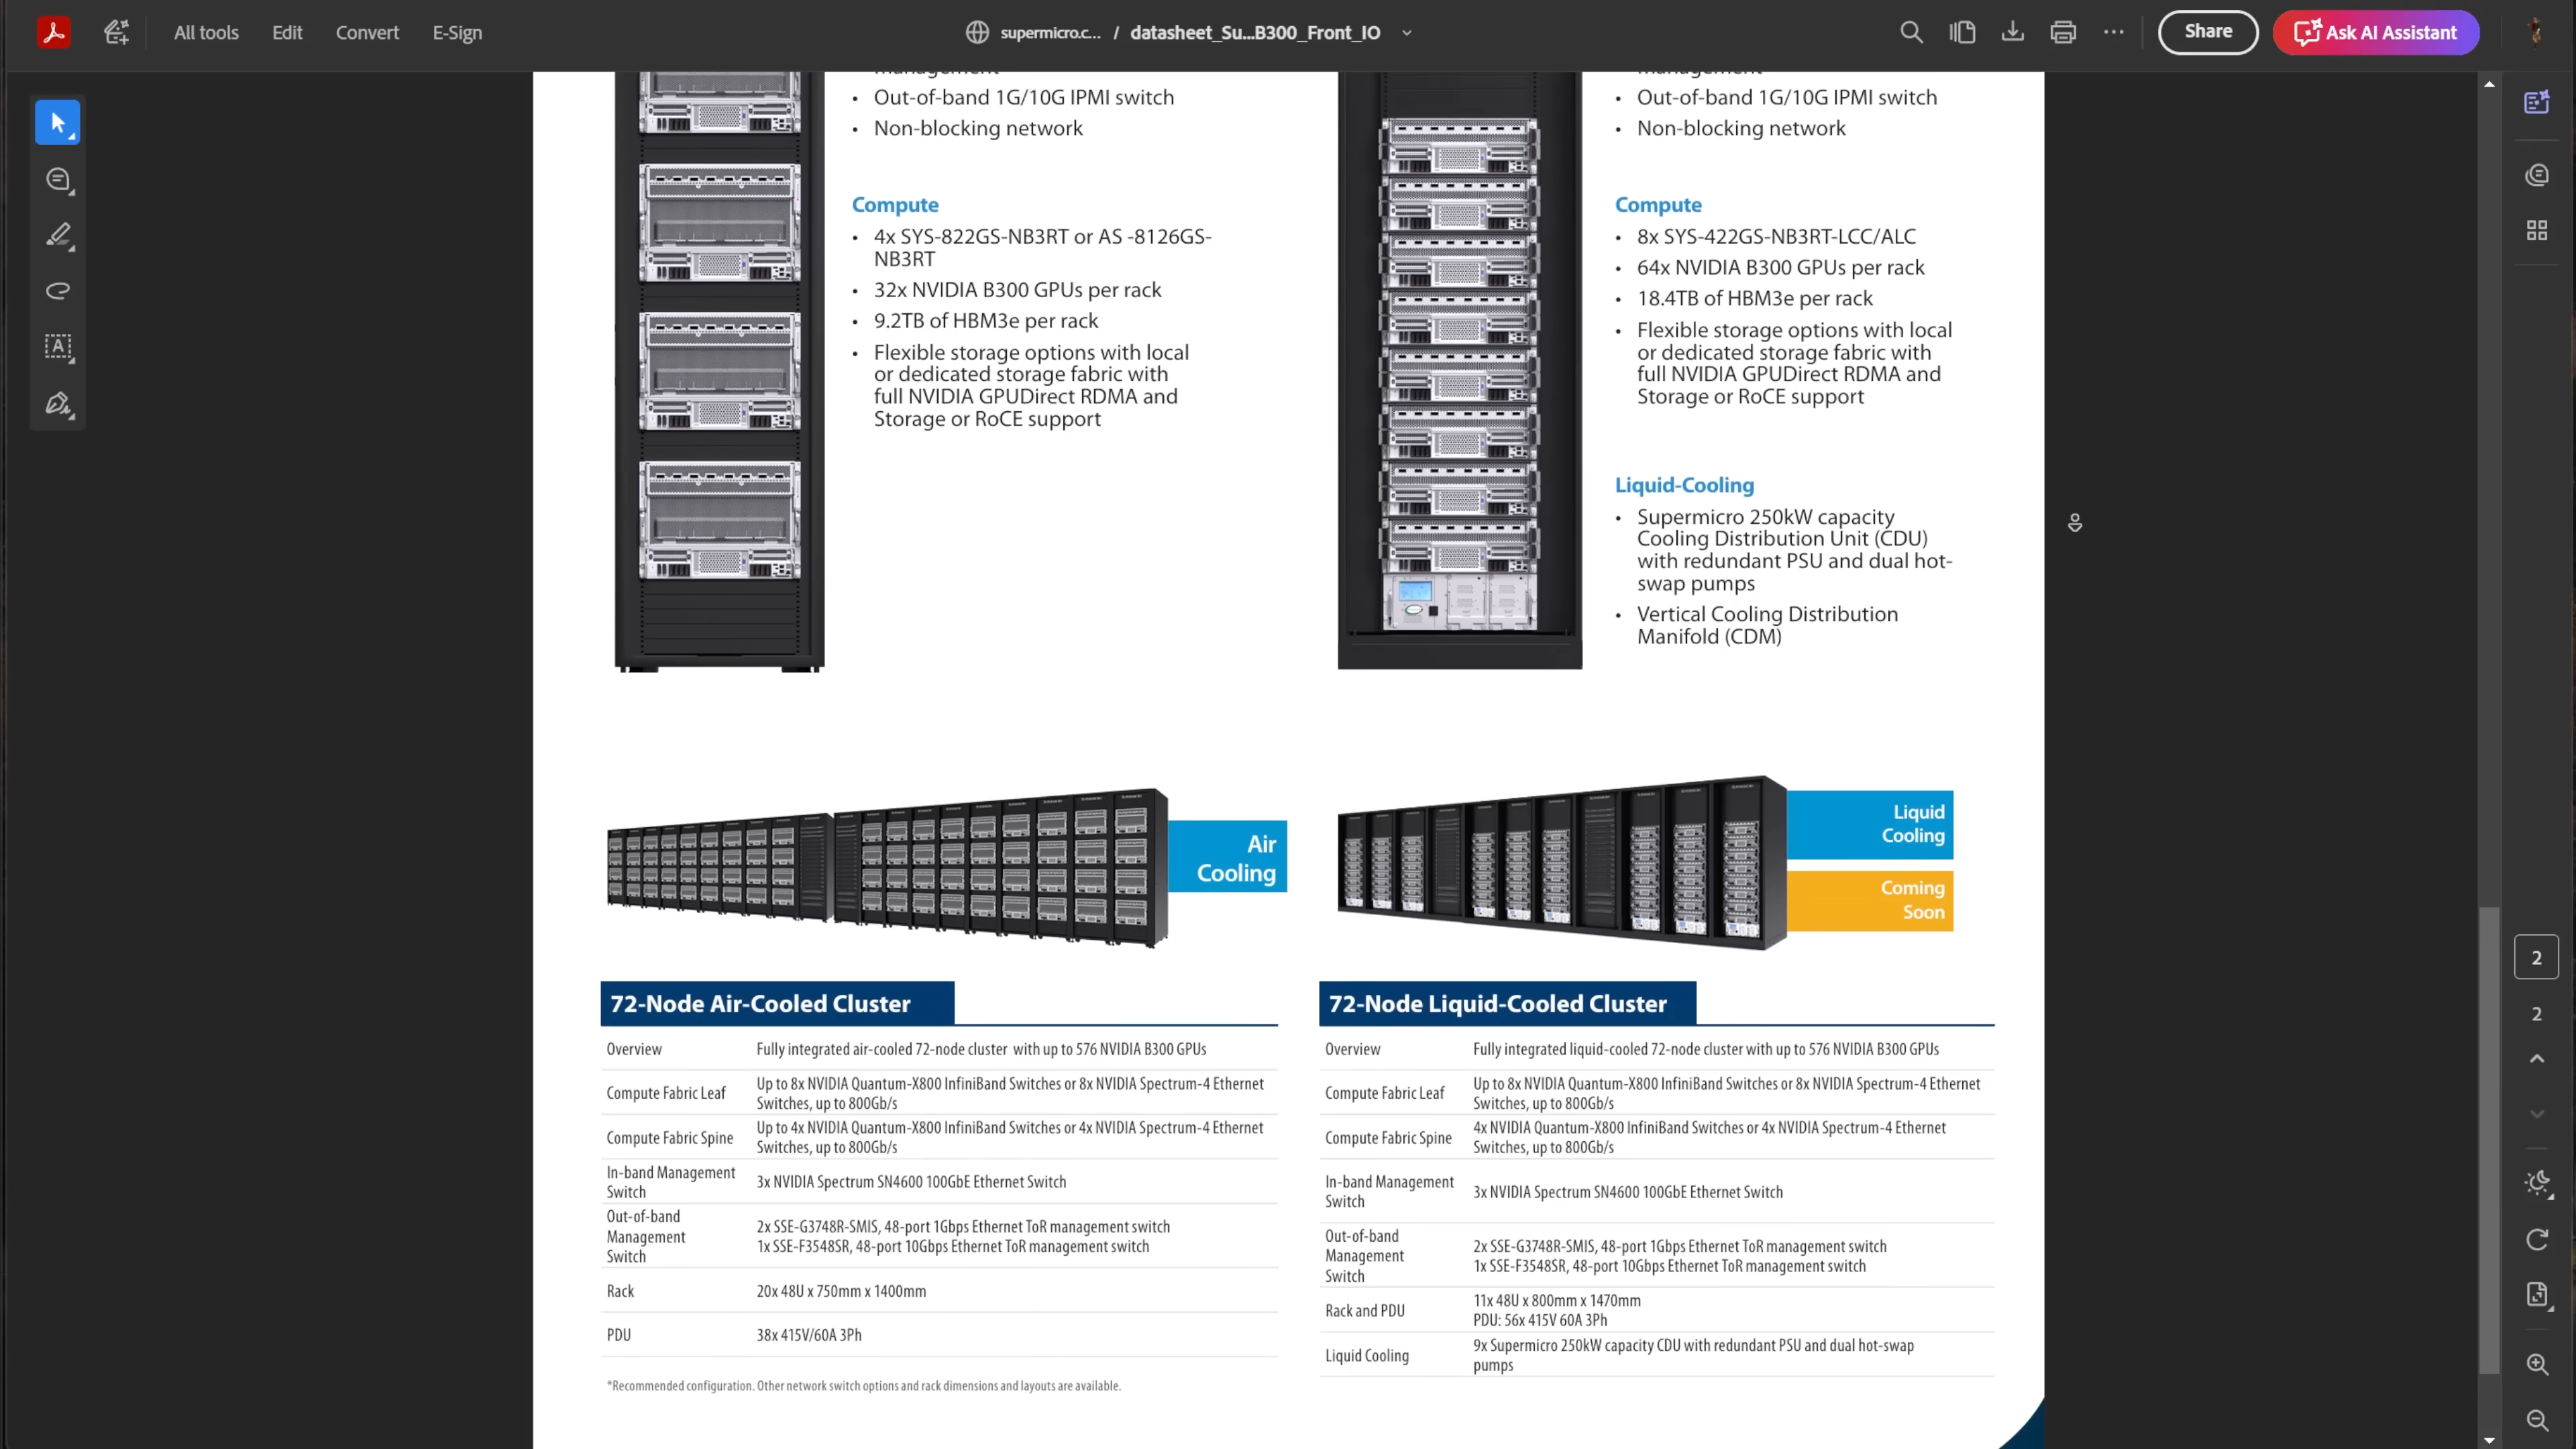 All tools
Edit
Convert
E-Sign
supermicro.c... / datasheet_Su...B300_Front_IO
Share
Ask AI Assistant
management
• Out-of-band 1G/10G IPMI switch
• Non-blocking network
Compute
• 4x SYS-822GS-NB3RT or AS -8126GS-
NB3RT
• 32x NVIDIA B300 GPUs per rack
• 9.2TB of HBM3e per rack
• Flexible storage options with local
or dedicated storage fabric with
full NVIDIA GPUDirect RDMA and
Storage or RoCE support
management
• Out-of-band 1G/10G IPMI switch
• Non-blocking network
Compute
• 8x SYS-422GS-NB3RT-LCC/ALC
• 64x NVIDIA B300 GPUs per rack
• 18.4TB of HBM3e per rack
• Flexible storage options with local
or dedicated storage fabric with
full NVIDIA GPUDirect RDMA and
Storage or RoCE support
Liquid-Cooling
• Supermicro 250kW capacity
Cooling Distribution Unit (CDU)
with redundant PSU and dual hot-
swap pumps
• Vertical Cooling Distribution
Manifold (CDM)
Air
Cooling
Liquid
Cooling
Coming
Soon
72-Node Air-Cooled Cluster
Overview
Fully integrated air-cooled 72-node cluster with up to 576 NVIDIA B300 GPUs
Compute Fabric Leaf
Up to 8x NVIDIA Quantum-X800 InfiniBand Switches or 8x NVIDIA Spectrum-4 Ethernet
Switches, up to 800Gb/s
Compute Fabric Spine
Up to 4x NVIDIA Quantum-X800 InfiniBand Switches or 4x NVIDIA Spectrum-4 Ethernet
Switches, up to 800Gb/s
In-band Management
Switch
3x NVIDIA Spectrum SN4600 100GbE Ethernet Switch
Out-of-band
Management
Switch
2x SSE-G3748R-SMIS, 48-port 1Gbps Ethernet ToR management switch
1x SSE-F3548SR, 48-port 10Gbps Ethernet ToR management switch
Rack
20x 48U x 750mm x 1400mm
PDU
38x 415V/60A 3Ph
*Recommended configuration. Other network switch options and rack dimensions and layouts are available.
72-Node Liquid-Cooled Cluster
Overview
Fully integrated liquid-cooled 72-node cluster with up to 576 NVIDIA B300 GPUs
Compute Fabric Leaf
Up to 8x NVIDIA Quantum-X800 InfiniBand Switches or 8x NVIDIA Spectrum-4 Ethernet
Switches, up to 800Gb/s
Compute Fabric Spine
4x NVIDIA Quantum-X800 InfiniBand Switches or 4x NVIDIA Spectrum-4 Ethernet
Switches, up to 800Gb/s
In-band Management
Switch
3x NVIDIA Spectrum SN4600 100GbE Ethernet Switch
Out-of-band
Management
Switch
2x SSE-G3748R-SMIS, 48-port 1Gbps Ethernet ToR management switch
1x SSE-F3548SR, 48-port 10Gbps Ethernet ToR management switch
Rack and PDU
11x 48U x 800mm x 1470mm
PDU: 56x 415V 60A 3Ph
Liquid Cooling
9x Supermicro 250kW capacity CDU with redundant PSU and dual hot-swap
pumps
2
2